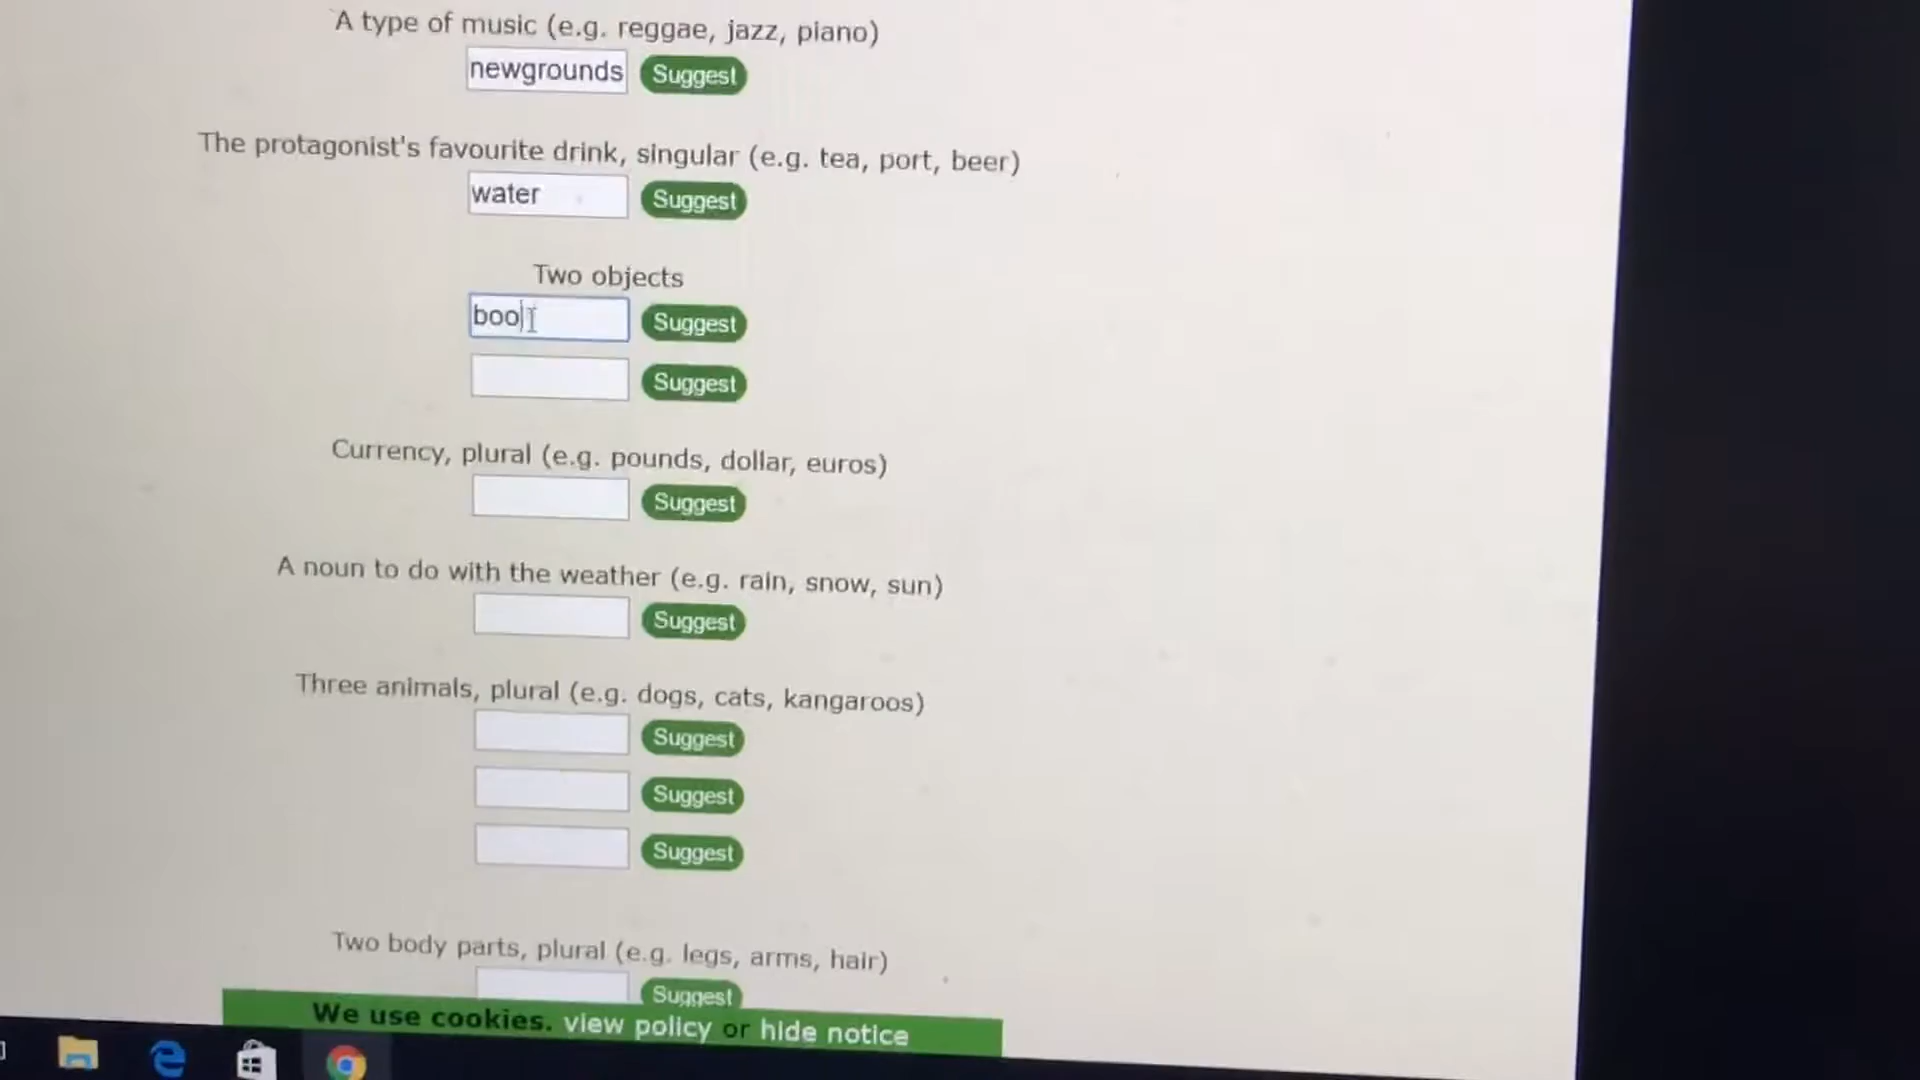 A type of music (e.g. reggae, jazz, piano)
newgrounds Suggest
The protagonist's favourite drink, singular (e.g. tea, port, beer)
water Suggest
Two objects
boo Suggest
Suggest
Currency, plural (e.g. pounds, dollar, euros)
Suggest
A noun to do with the weather (e.g. rain, snow, sun)
Suggest
Three animals, plural (e.g. dogs, cats, kangaroos)
Suggest
Suggest
Suggest
Two body parts, plural (e.g. legs, arms, hair)
Suggest
We use cookies. view policy or hide notice